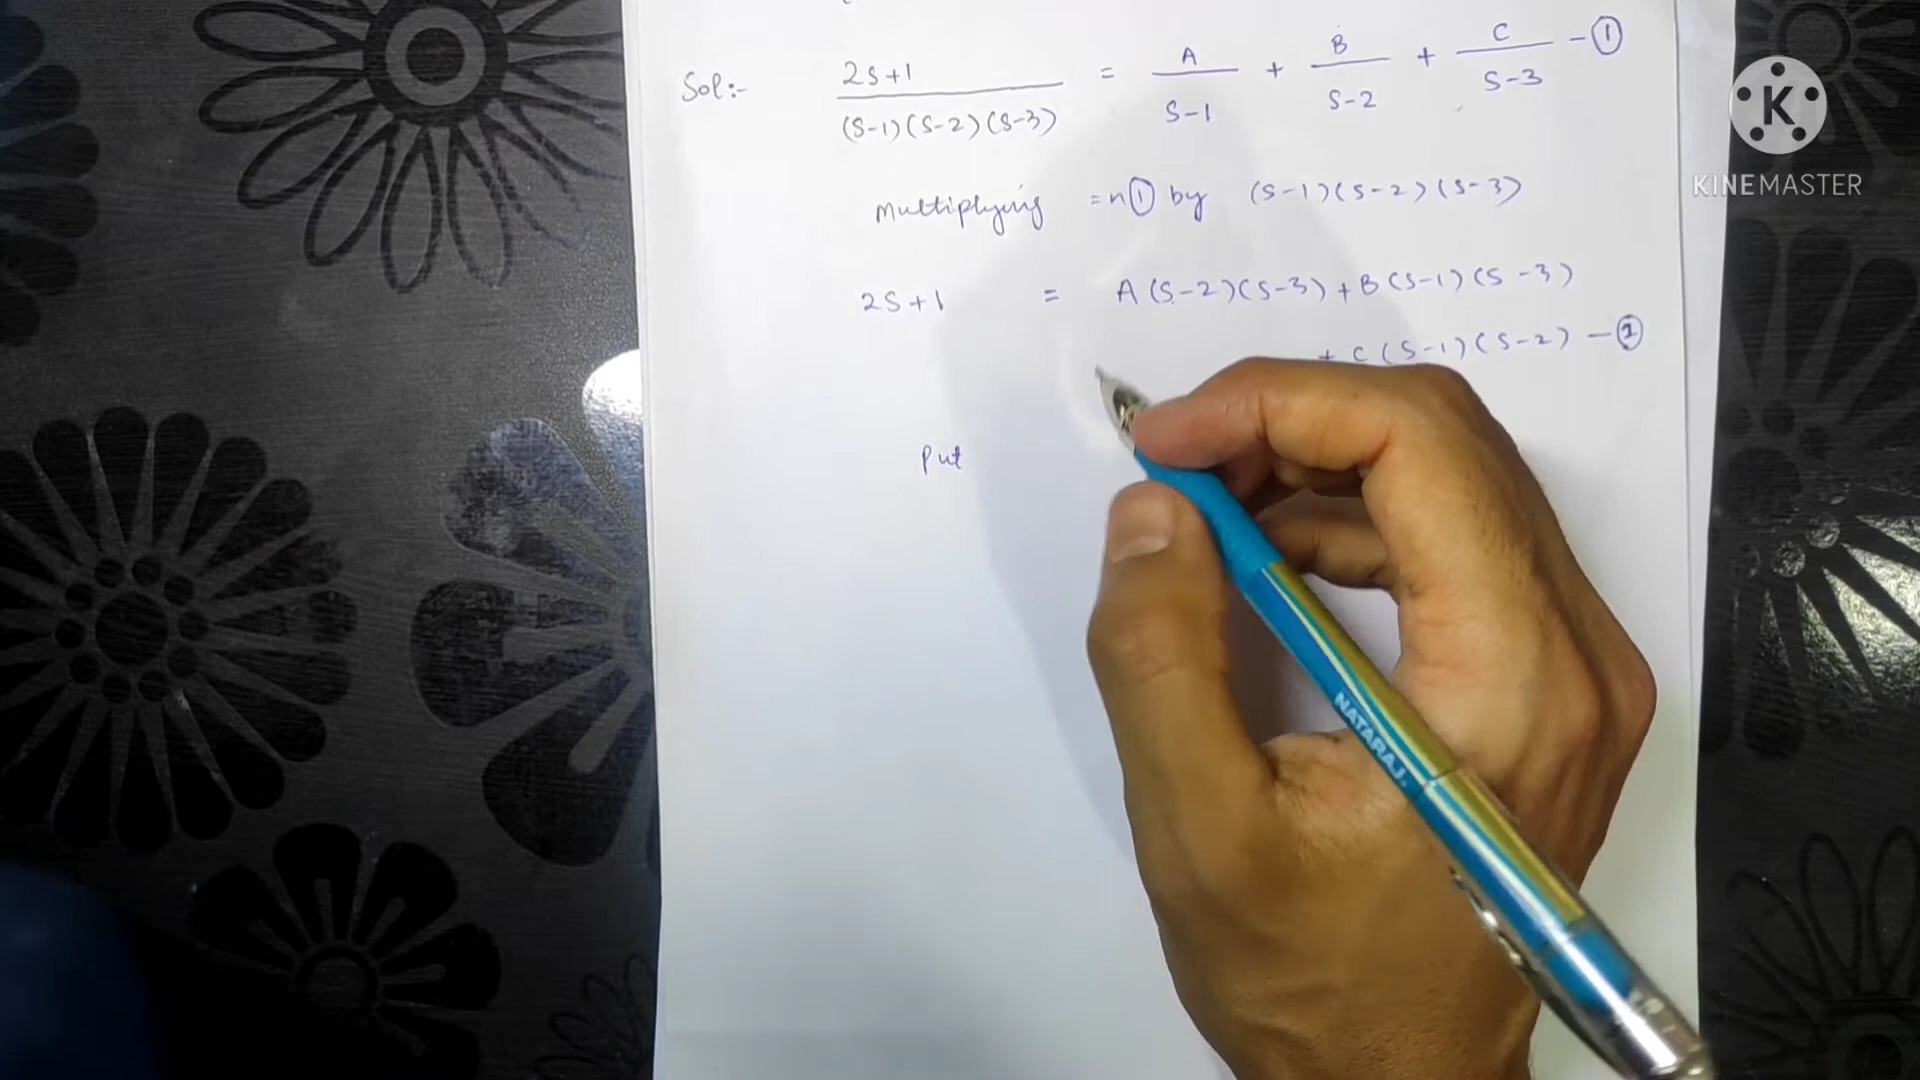 Sol:- 2s+1 / (s-1)(s-2)(s-3) = A / s-1 + B / s-2 + C / s-3 - ①
Multiplying =n ① by (s-1)(s-2)(s-3)
2s+1 = A(s-2)(s-3) + B(s-1)(s-3)
+ C(s-1)(s-2) - ②
Put
NATARAJ
K
KINEMASTER